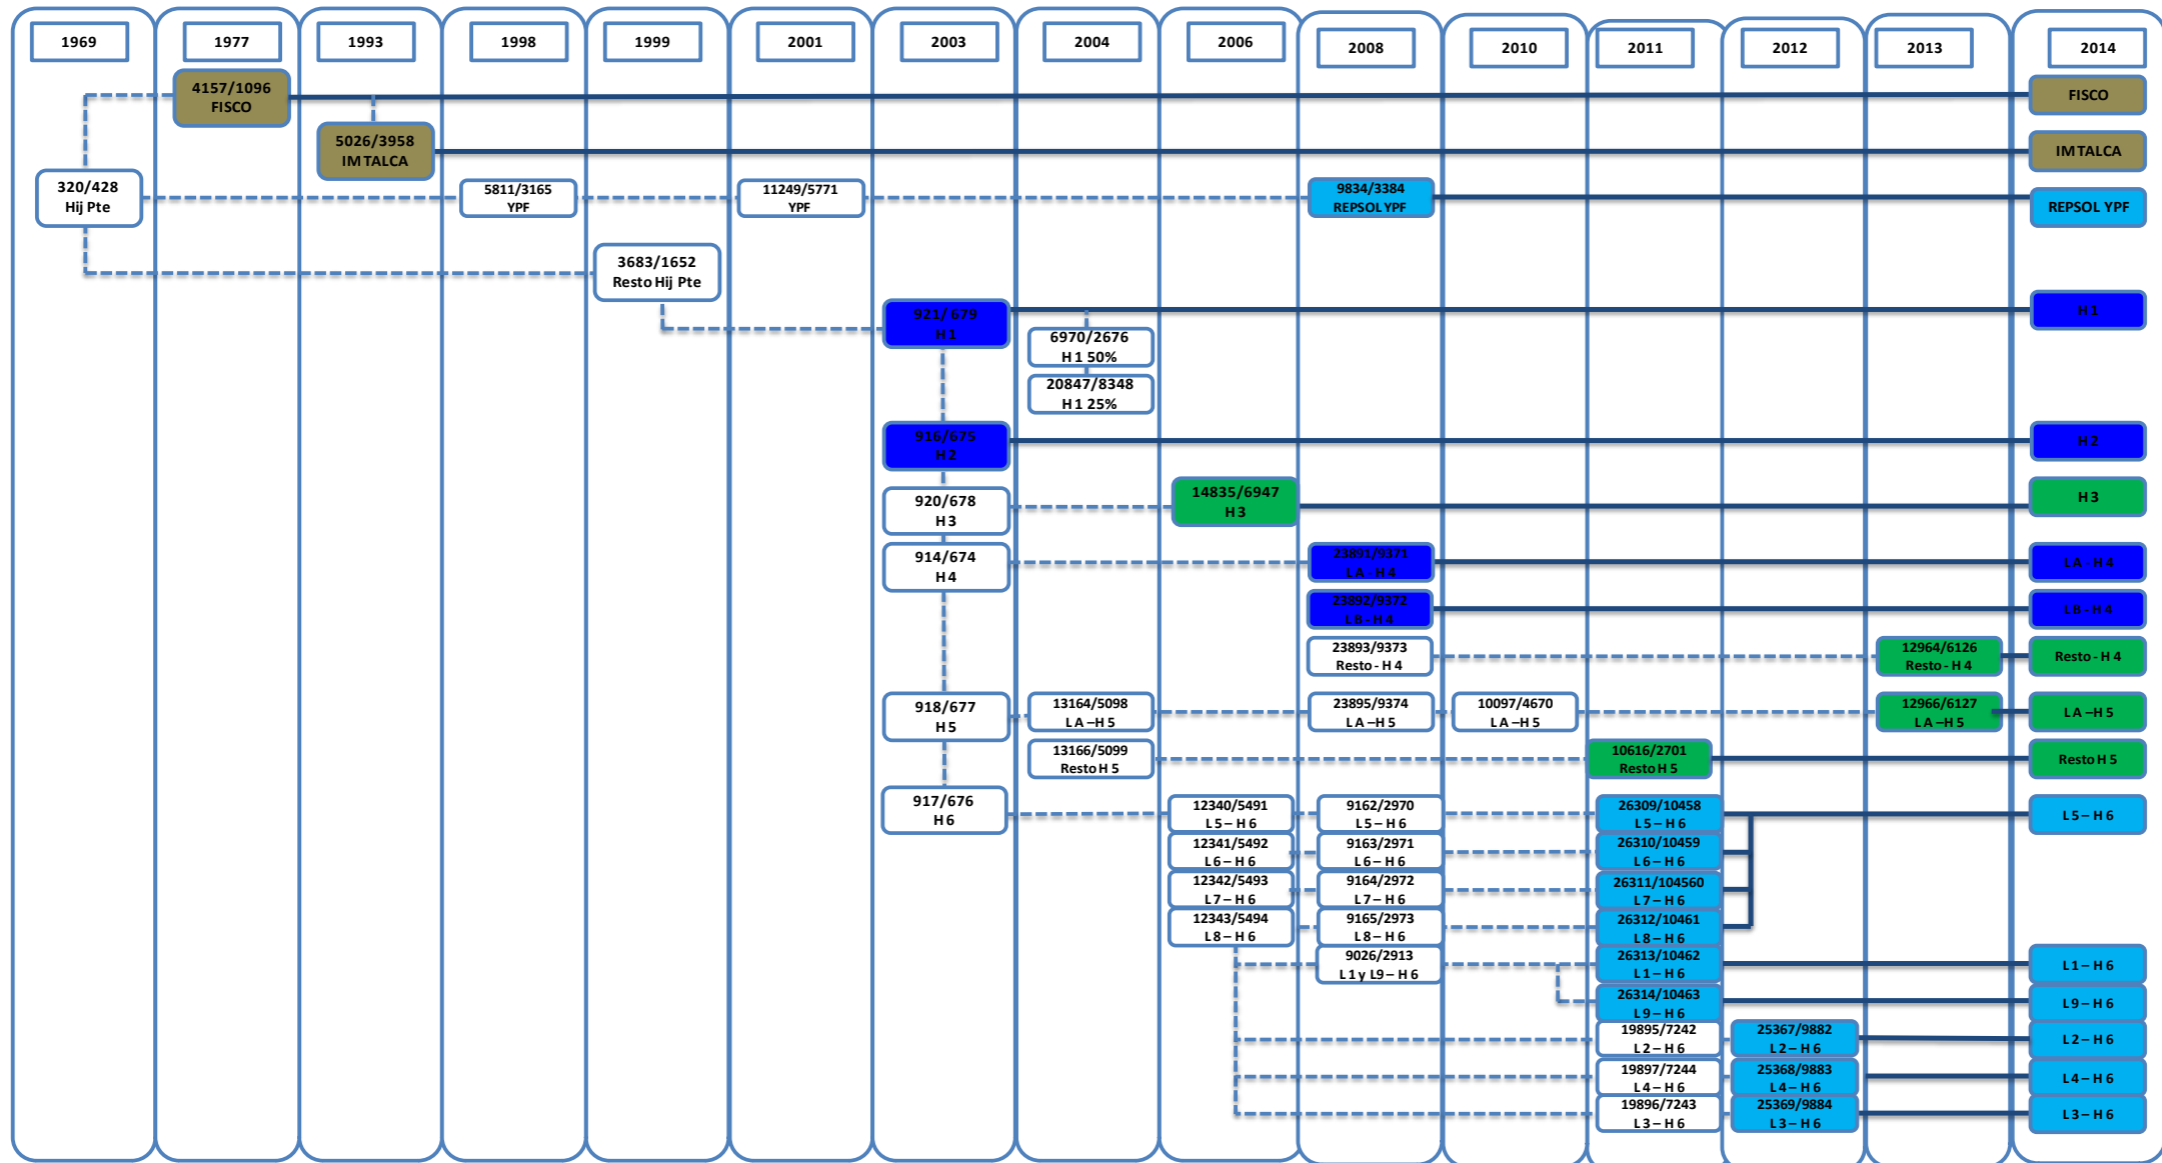 1969
1977
1993
1998
1999
2001
2003
2004
2006
2008
2010
2011
2012
2013
2014
4157/1096
FISCO
FISCO
5026/3958
IM TALCA
IM TALCA
320/428
Hij Pte
5811/3165
YPF
11249/5771
YPF
9834/3384
REPSOL YPF
REPSOL YPF
3683/1652
Resto Hij Pte
921/ 679
H 1
H 1
6970/2676
H 1 50%
20847/8348
H 1 25%
916/675
H 2
H 2
920/678
H 3
14835/6947
H 3
H 3
914/674
H 4
23891/9371
LA - H 4
LA - H 4
23892/9372
LB - H 4
LB - H 4
23893/9373
Resto - H 4
12964/6126
Resto - H 4
Resto - H 4
918/677
H 5
13164/5098
LA – H 5
23895/9374
LA – H 5
10097/4670
LA – H 5
12966/6127
LA – H 5
LA – H 5
13166/5099
Resto H 5
10616/2701
Resto H 5
Resto H 5
917/676
H 6
12340/5491
L5 – H 6
9162/2970
L5 – H 6
26309/10458
L5 – H 6
L5 – H 6
12341/5492
L6 – H 6
9163/2971
L6 – H 6
26310/10459
L6 – H 6
12342/5493
L7 – H 6
9164/2972
L7 – H 6
26311/104560
L7 – H 6
12343/5494
L8 – H 6
9165/2973
L8 – H 6
26312/10461
L8 – H 6
9026/2913
L1 y L9 – H 6
26313/10462
L1 – H 6
L1 – H 6
26314/10463
L9 – H 6
L9 – H 6
19895/7242
L2 – H 6
25367/9882
L2 – H 6
L2 – H 6
19897/7244
L4 – H 6
25368/9883
L4 – H 6
L4 – H 6
19896/7243
L3 – H 6
25369/9884
L3 – H 6
L3 – H 6